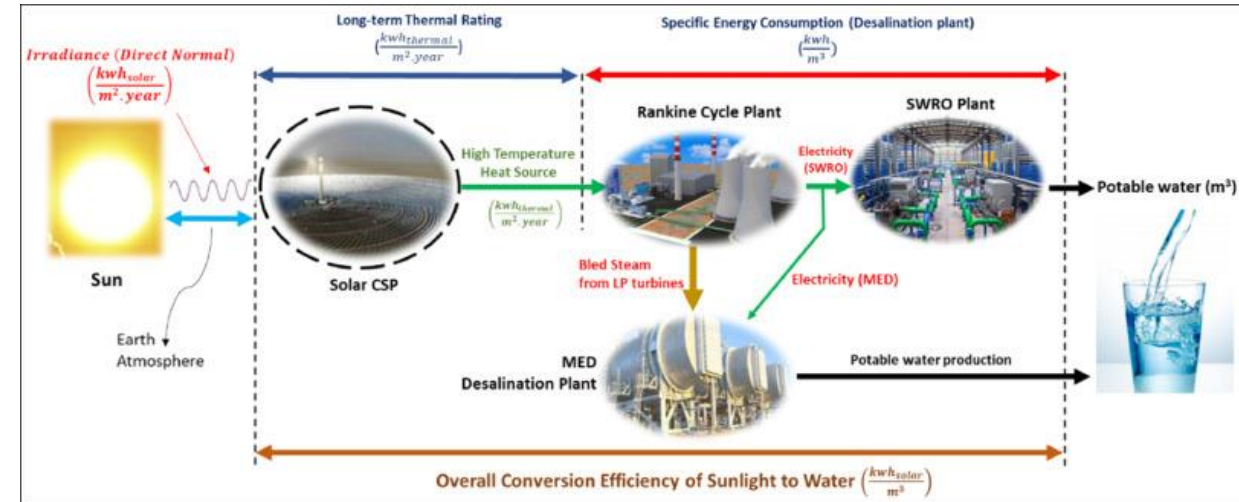 Long-term Thermal Rating
(kwh_thermal / m².year)
Specific Energy Consumption (Desalination plant)
(kwh / m³)
Irradiance (Direct Normal)
(kwh_solar / m².year)
Rankine Cycle Plant
SWRO Plant
High Temperature
Heat Source
(kwh_thermal / m².year)
Electricity
(SWRO)
Potable water (m³)
Sun
Solar CSP
Bled Steam
from LP turbines
Electricity (MED)
Earth
Atmosphere
MED
Desalination Plant
Potable water production
Overall Conversion Efficiency of Sunlight to Water (kwh_solar / m³)